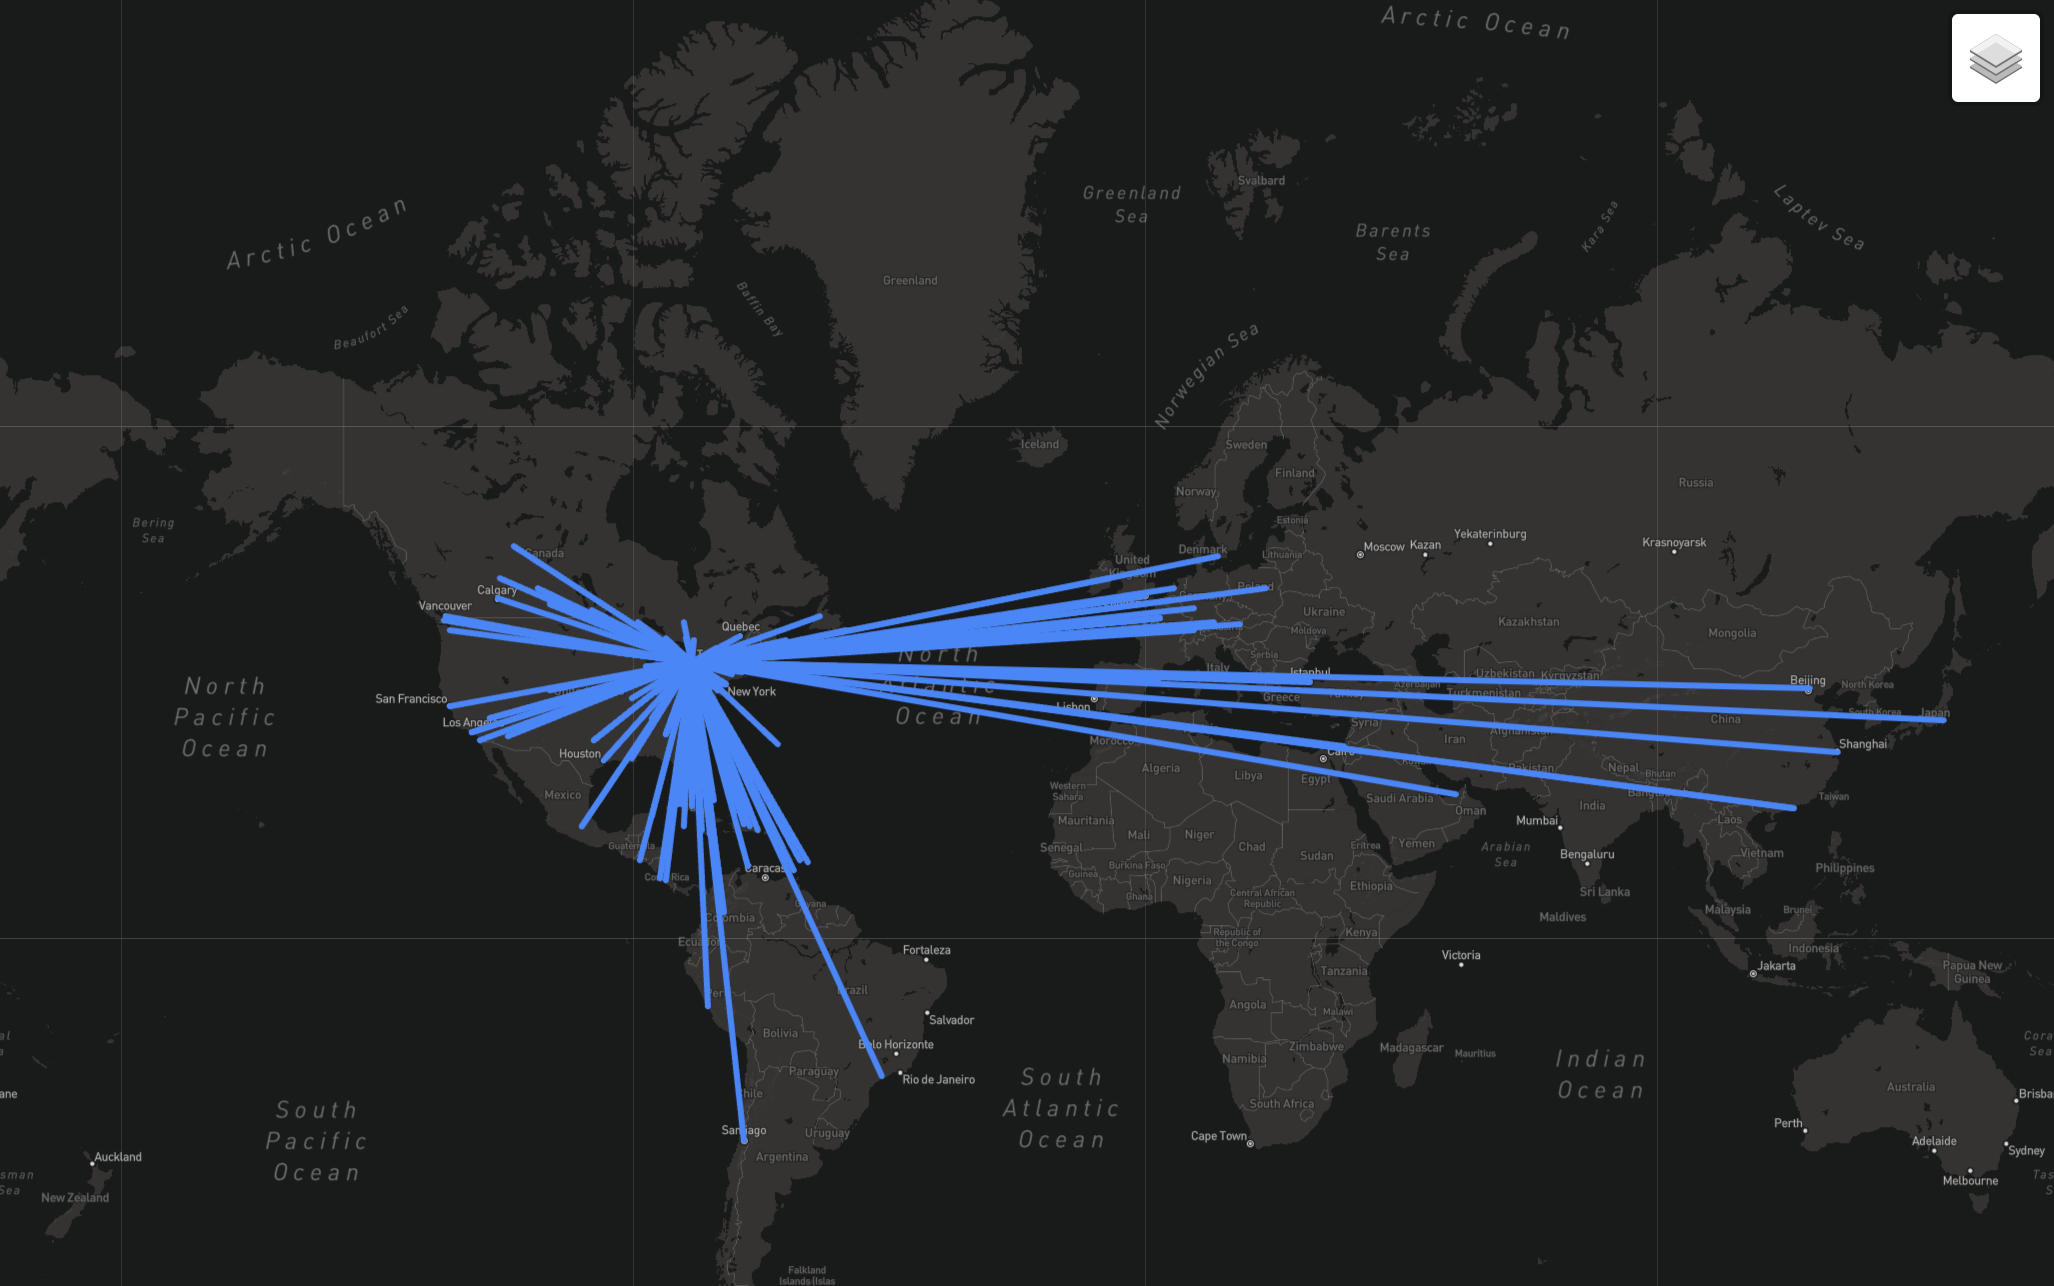 Arctic Ocean
Arctic Ocean
Svalbard
Greenland
Sea
Barents
Sea
Kara Sea
Laptev Sea
Greenland
Baffin Bay
Beaufort Sea
Norwegian Sea
Iceland
Sweden
Finland
Norway
Russia
Bering
Sea
Estonia
Yekaterinburg
Krasnoyarsk
Moscow
Kazan
Canada
Denmark
Lithuania
United
Kingdom
Poland
Calgary
Vancouver
Ukraine
Kazakhstan
Quebec
Moldova
Mongolia
North
Atlantic
Ocean
Serbia
Italy
Istanbul
Uzbekistan
Kyrgyzstan
Beijing
North Korea
North
Pacific
Ocean
New York
San Francisco
Azerbaijan
Turkmenistan
Greece
Lisbon
South Korea
Japan
China
Syria
Los Angel
Morocco
Iran
Afghanistan
Shanghai
Houston
Cairo
Algeria
Libya
Egypt
Pakistan
Nepal
Bhutan
Western
Sahara
Mexico
Saudi Arabia
Oman
India
Taiwan
Mauritania
Mali
Niger
Mumbai
Laos
Guatemala
Senegal
Chad
Sudan
Eritrea
Yemen
Arabian
Sea
Bengaluru
Vietnam
Burkina Faso
Guinea
Philippines
Caracas
Costa Rica
Nigeria
Ghana
Central African
Republic
Ethiopia
Sri Lanka
Guyana
Colombia
Maldives
Malaysia
Brunei
Ecuador
Republic of
the Congo
Kenya
Fortaleza
Victoria
Indonesia
Jakarta
Papua New
Guinea
Tanzania
Peru
Brazil
Angola
Malawi
Salvador
Bolivia
Belo Horizonte
Zimbabwe
Madagascar
Mauritius
Namibia
Indian
Ocean
Paraguay
Rio de Janeiro
South
Atlantic
Ocean
Australia
Chile
South Africa
Brisba
South
Pacific
Ocean
Perth
Santiago
Uruguay
Cape Town
Adelaide
Sydney
Auckland
Argentina
Melbourne
New Zealand
Falkland
Islands (Islas